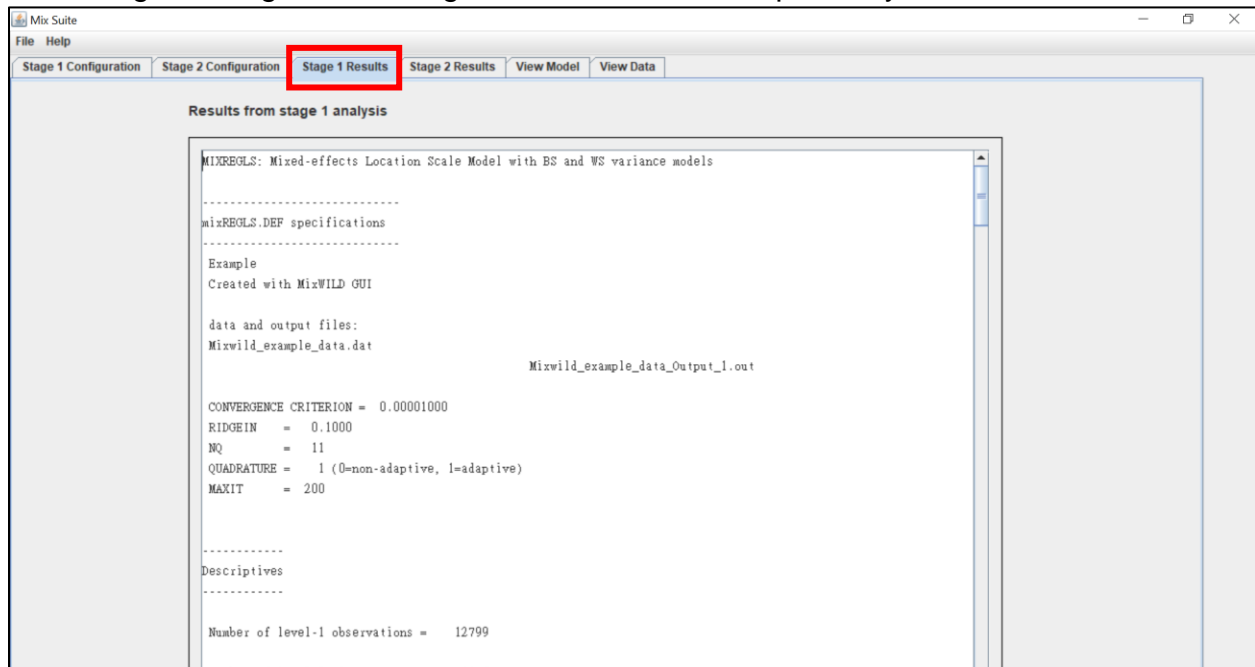 Mix Suite
File Help
Stage 1 Configuration Stage 2 Configuration Stage 1 Results Stage 2 Results View Model View Data
Results from stage 1 analysis
MIXREGLS: Mixed-effects Location Scale Model with BS and WS variance models
----------------------------
mixREGLS.DEF specifications
----------------------------
Example
Created with MixWILD GUI
data and output files:
Mixwild_example_data.dat
Mixwild_example_data_Output_1.out
CONVERGENCE CRITERION = 0.00001000
RIDGEIN = 0.1000
NQ = 11
QUADRATURE = 1 (0=non-adaptive, 1=adaptive)
MAXIT = 200
------------
Descriptives
------------
Number of level-1 observations = 12799